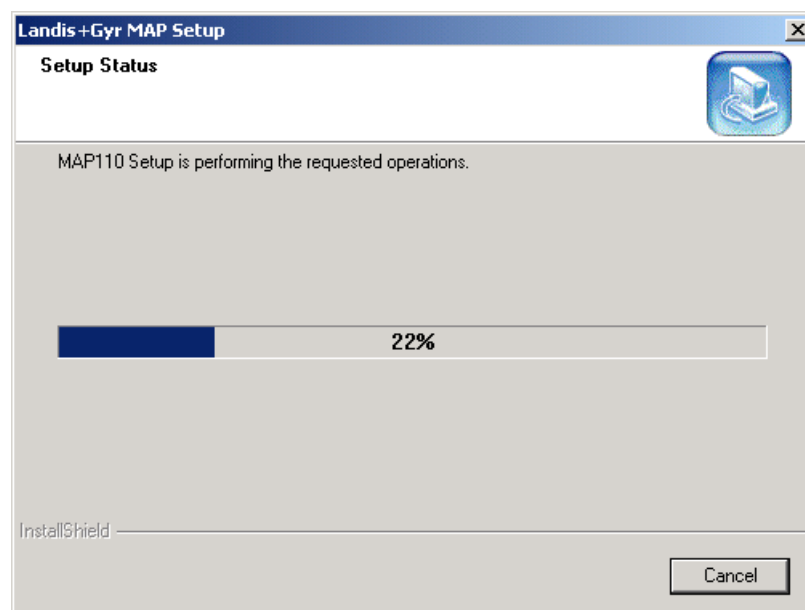 Landis+Gyr MAP Setup
Setup Status
MAP110 Setup is performing the requested operations.
22%
InstallShield
Cancel